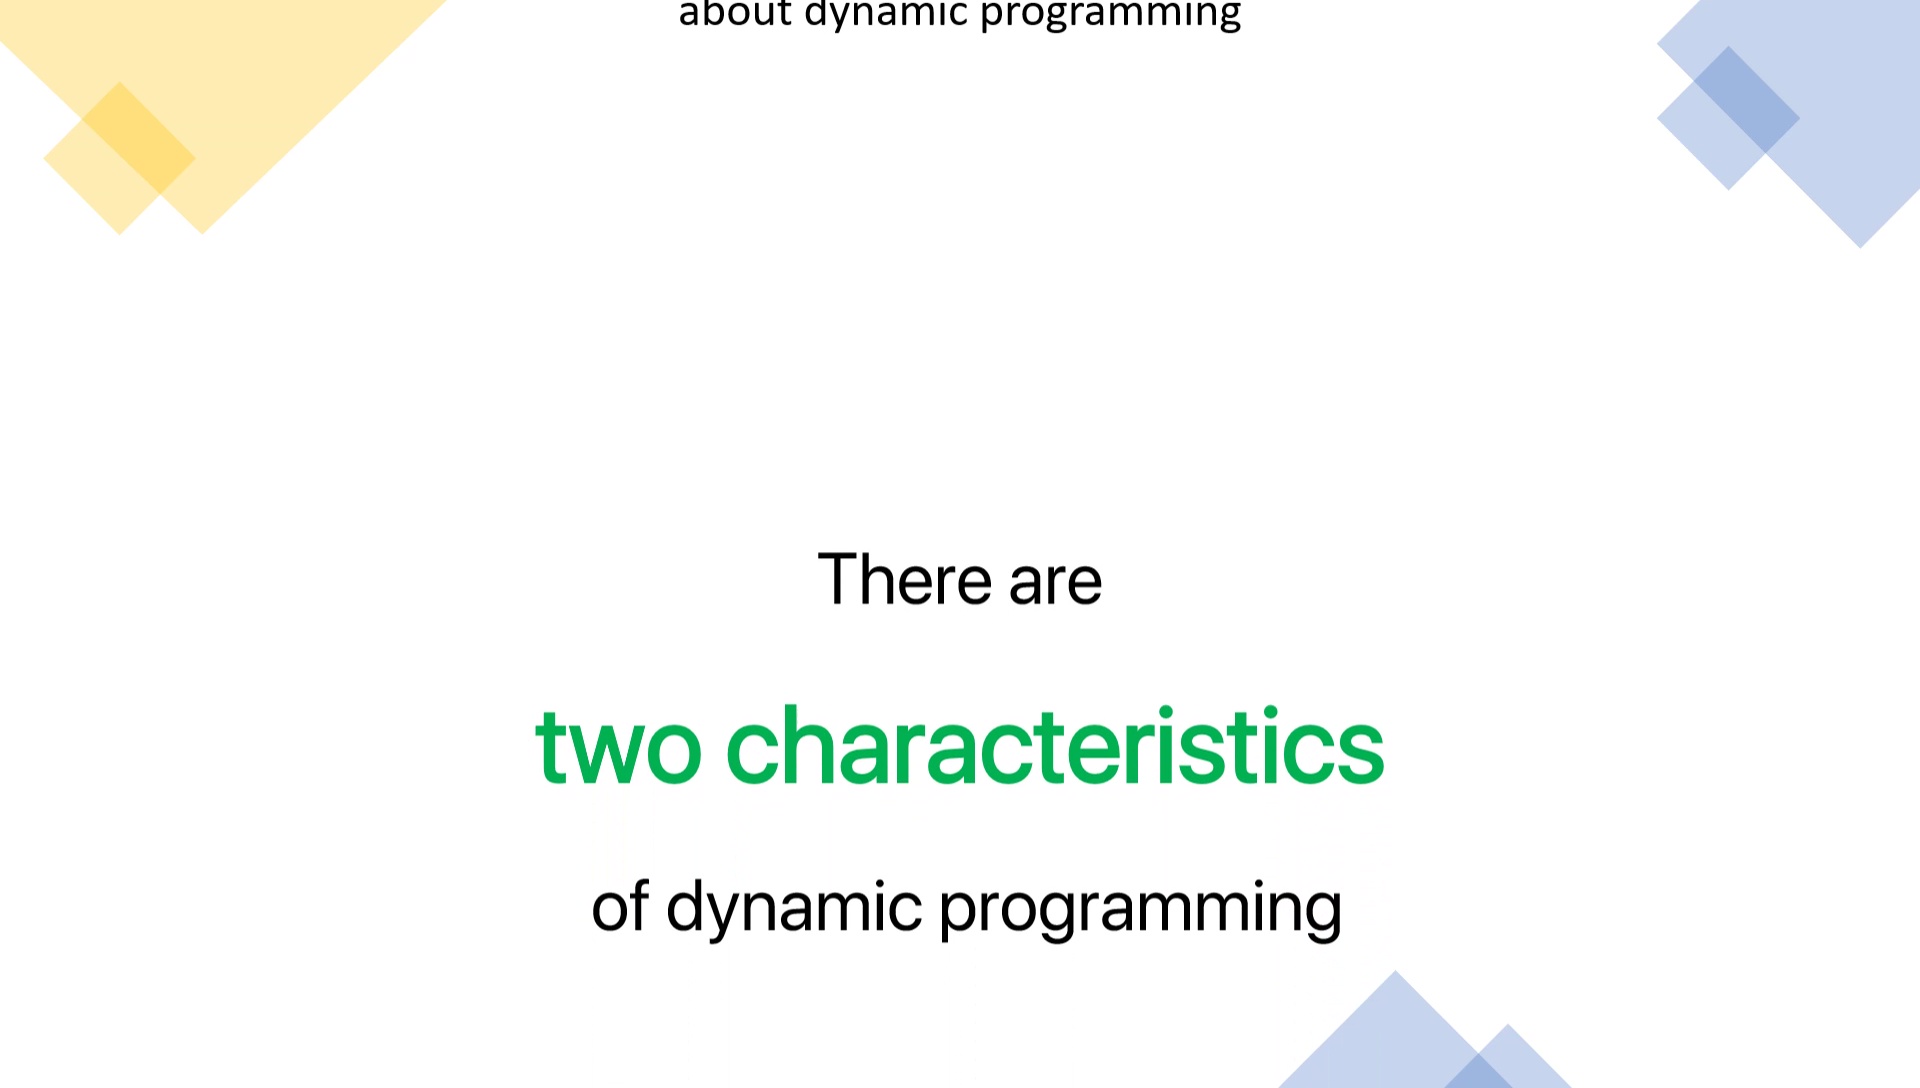 about dynamic programming
There are
two characteristics
of dynamic programming